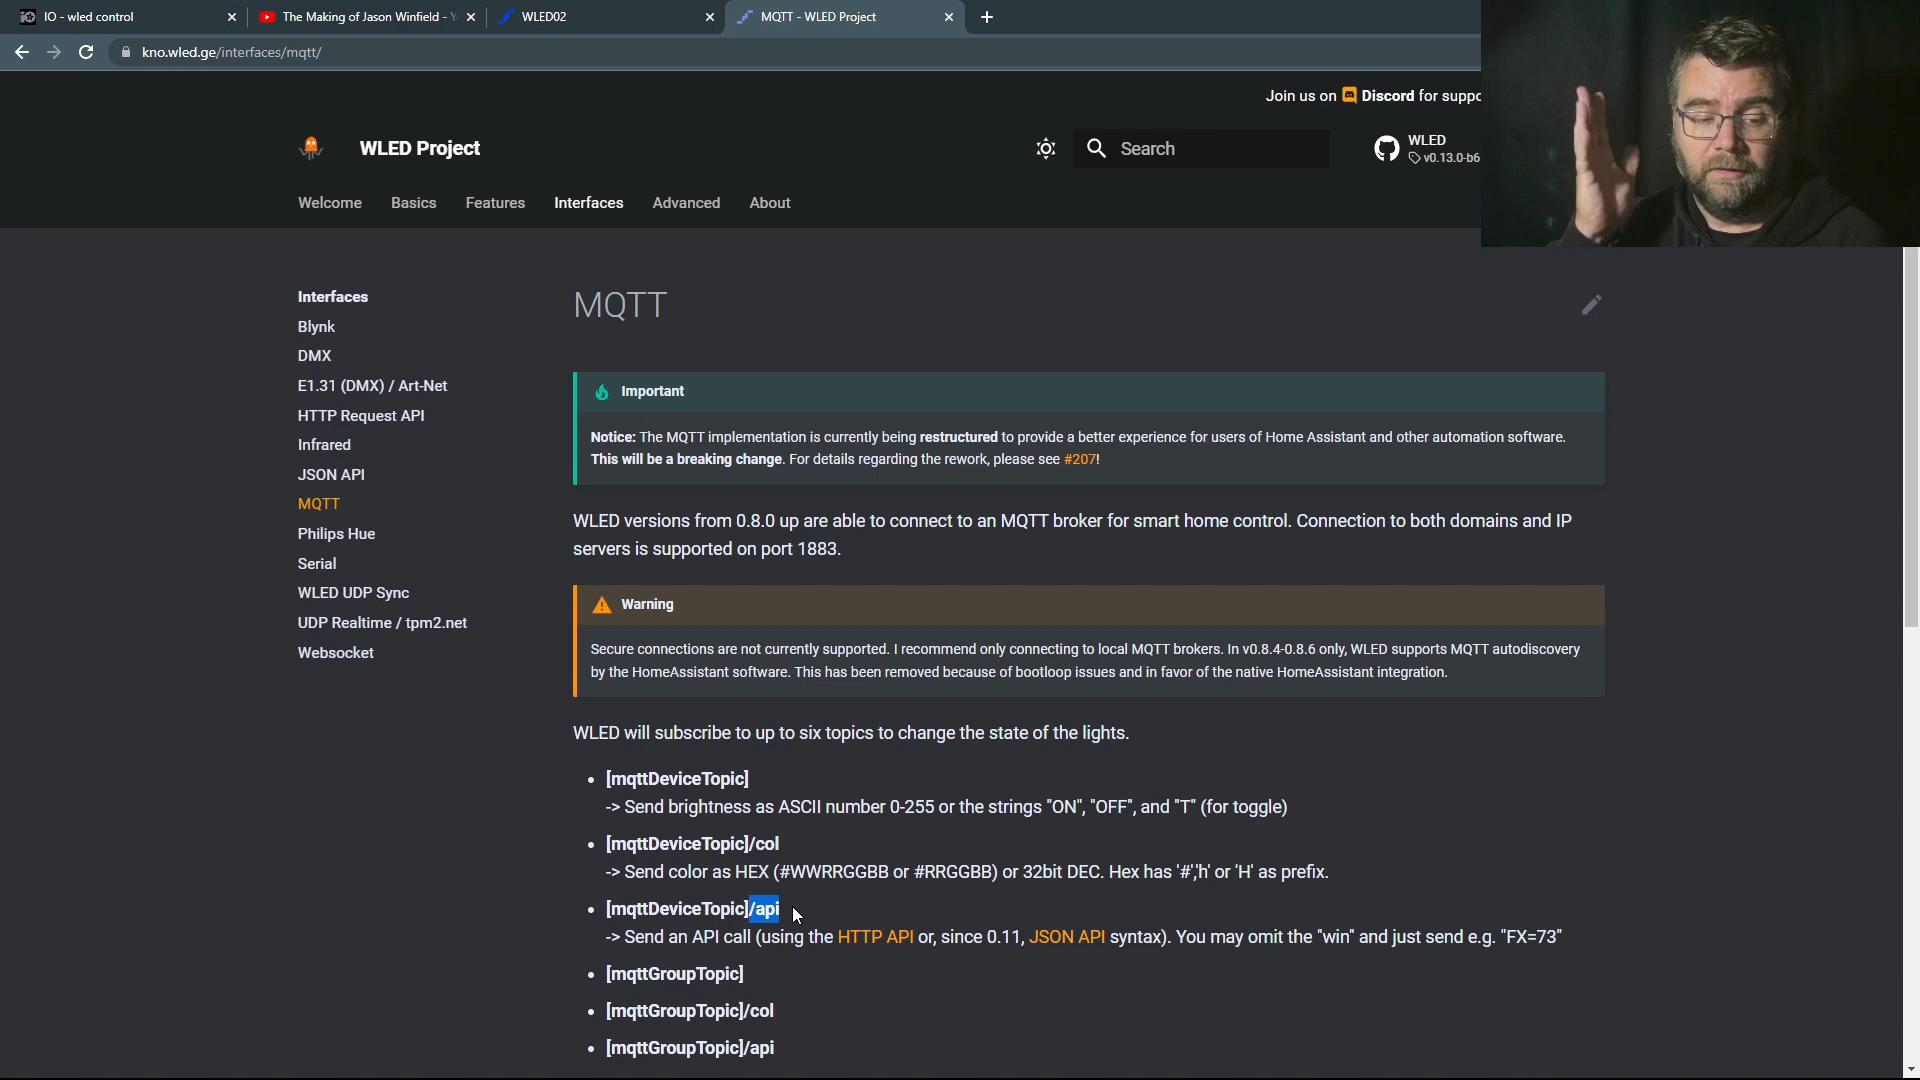 IO - wled control
The Making of Jason Winfield - Y
WLED02
MQTT - WLED Project
kno.wled.ge/interfaces/mqtt/
Join us on Discord for suppo
WLED Project
Search
WLED
v0.13.0-b6
Welcome
Basics
Features
Interfaces
Advanced
About
Interfaces
Blynk
DMX
E1.31 (DMX) / Art-Net
HTTP Request API
Infrared
JSON API
MQTT
Philips Hue
Serial
WLED UDP Sync
UDP Realtime / tpm2.net
Websocket
MQTT
Important
Notice: The MQTT implementation is currently being restructured to provide a better experience for users of Home Assistant and other automation software.
This will be a breaking change. For details regarding the rework, please see #207!
WLED versions from 0.8.0 up are able to connect to an MQTT broker for smart home control. Connection to both domains and IP
servers is supported on port 1883.
Warning
Secure connections are not currently supported. I recommend only connecting to local MQTT brokers. In v0.8.4-0.8.6 only, WLED supports MQTT autodiscovery
by the HomeAssistant software. This has been removed because of bootloop issues and in favor of the native HomeAssistant integration.
WLED will subscribe to up to six topics to change the state of the lights.
• [mqttDeviceTopic]
-> Send brightness as ASCII number 0-255 or the strings "ON", "OFF", and "T" (for toggle)
• [mqttDeviceTopic]/col
-> Send color as HEX (#WWRRGGBB or #RRGGBB) or 32bit DEC. Hex has '#','h' or 'H' as prefix.
• [mqttDeviceTopic]/api
-> Send an API call (using the HTTP API or, since 0.11, JSON API syntax). You may omit the "win" and just send e.g. "FX=73"
• [mqttGroupTopic]
• [mqttGroupTopic]/col
• [mqttGroupTopic]/api